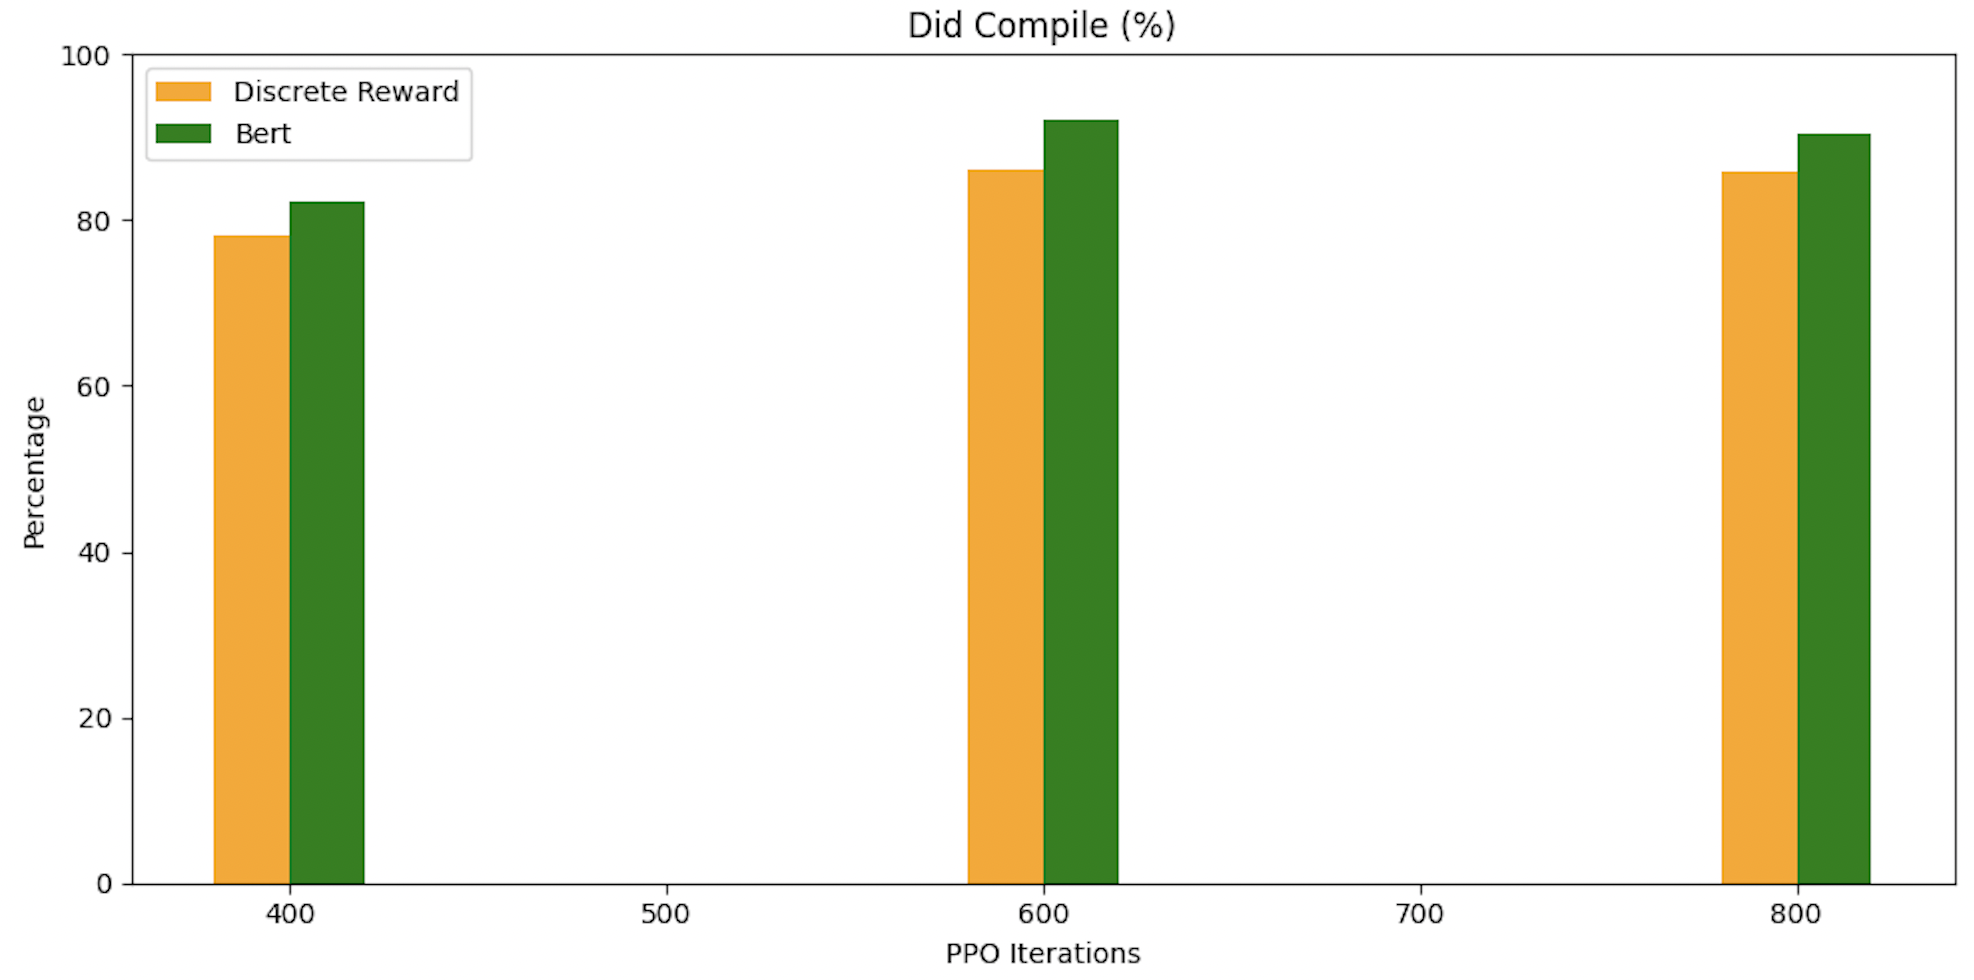 Did Compile (%)
100
Discrete Reward
Bert
80
60
40
20
0
Percentage
400 500 600 700 800
PPO Iterations